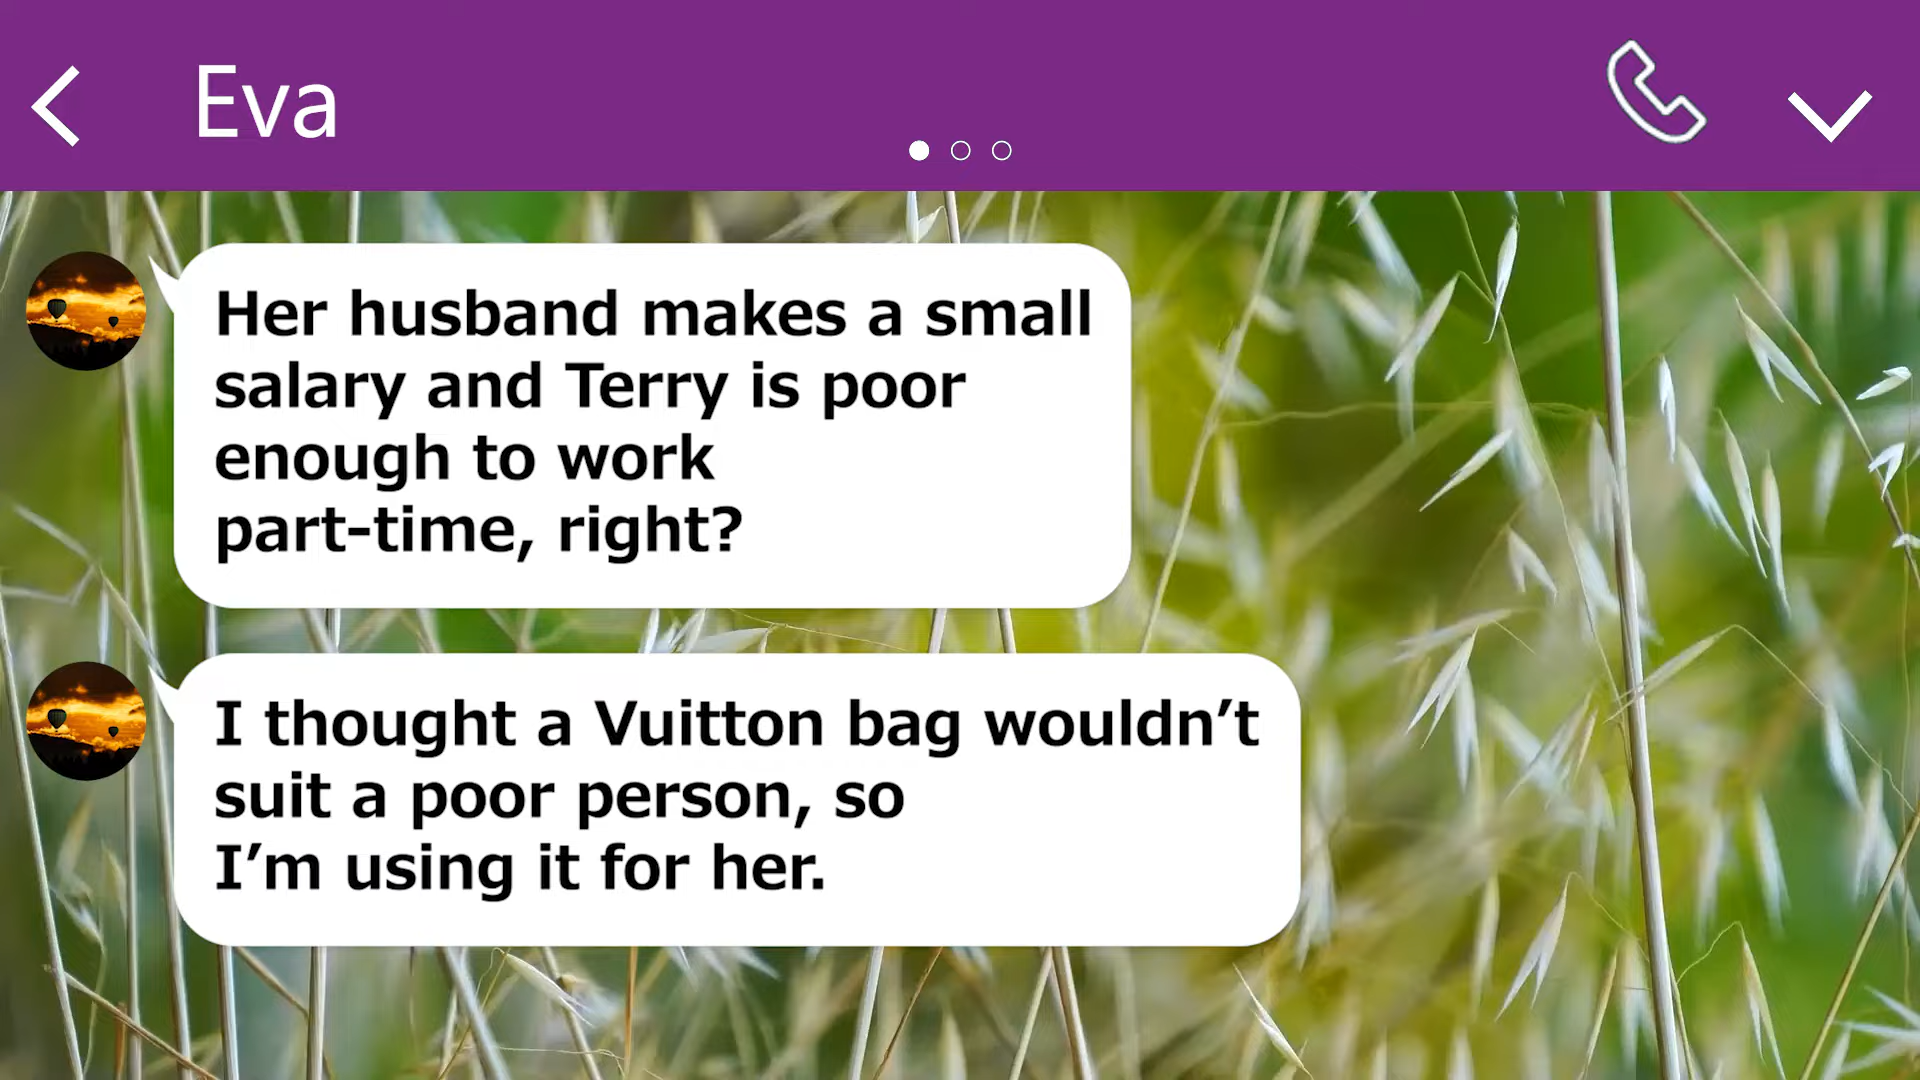 Eva
Her husband makes a small
salary and Terry is poor
enough to work
part-time, right?
I thought a Vuitton bag wouldn’t
suit a poor person, so
I’m using it for her.